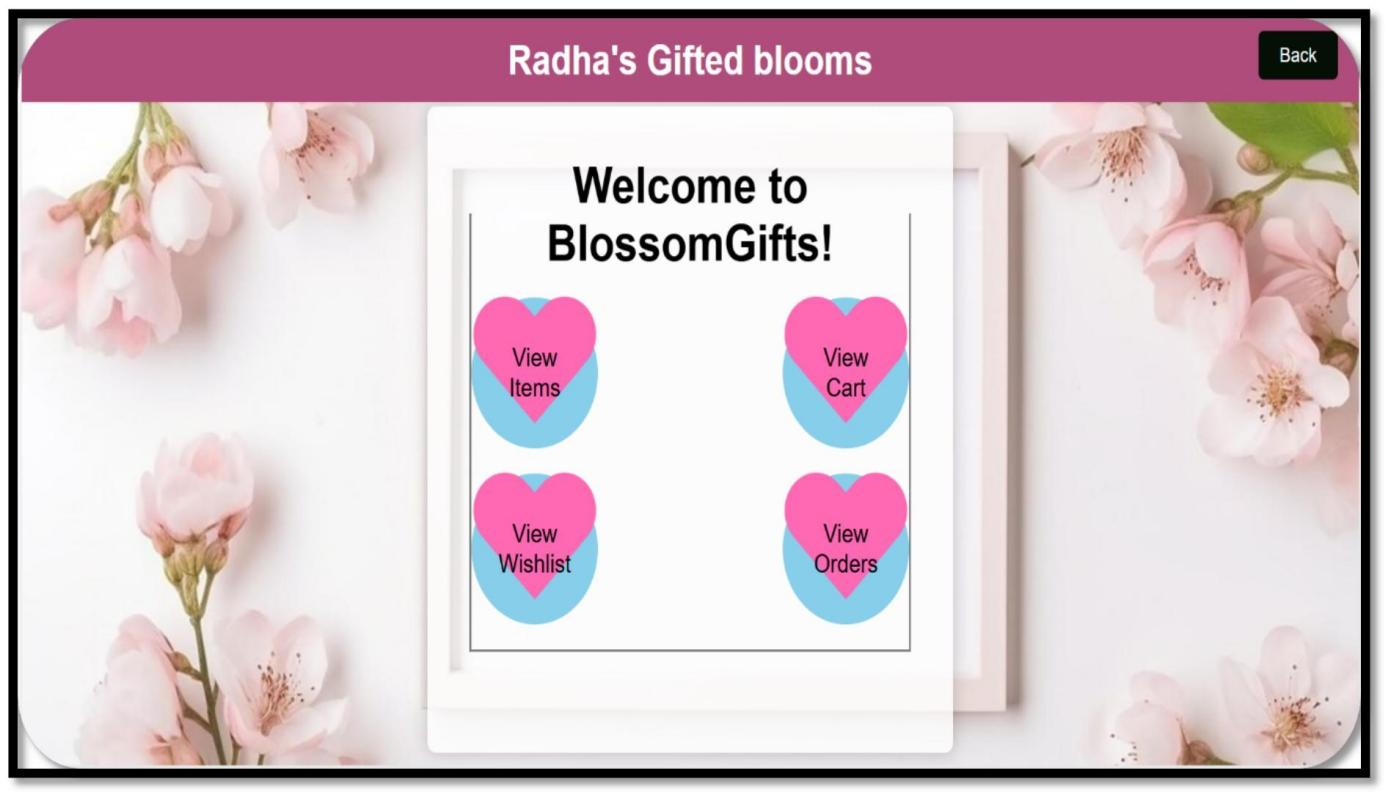 Radha's Gifted blooms
Back
Welcome to
BlossomGifts!
View
Items
View
Cart
View
Wishlist
View
Orders